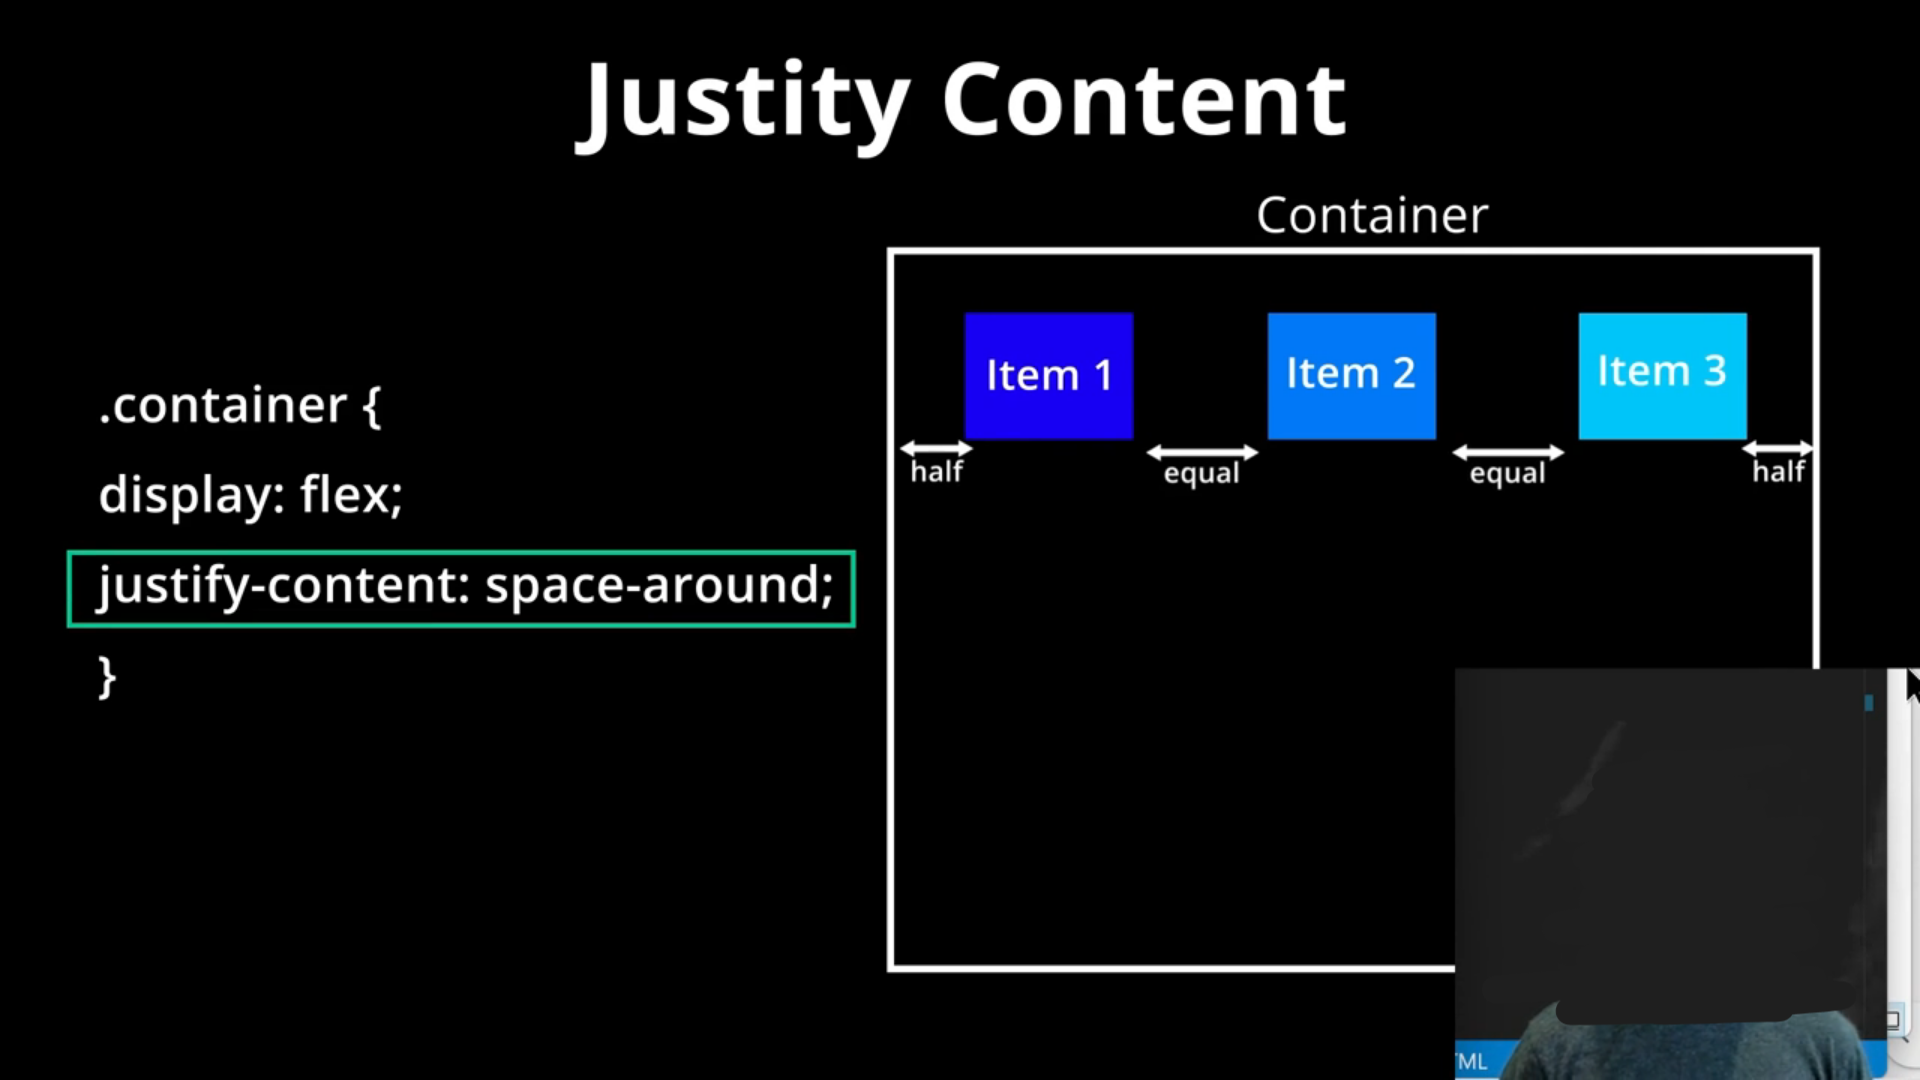 Justity Content
Container
.container {
display: flex;
justify-content: space-around;
}
Item 1
Item 2
Item 3
half
equal
equal
half
TML